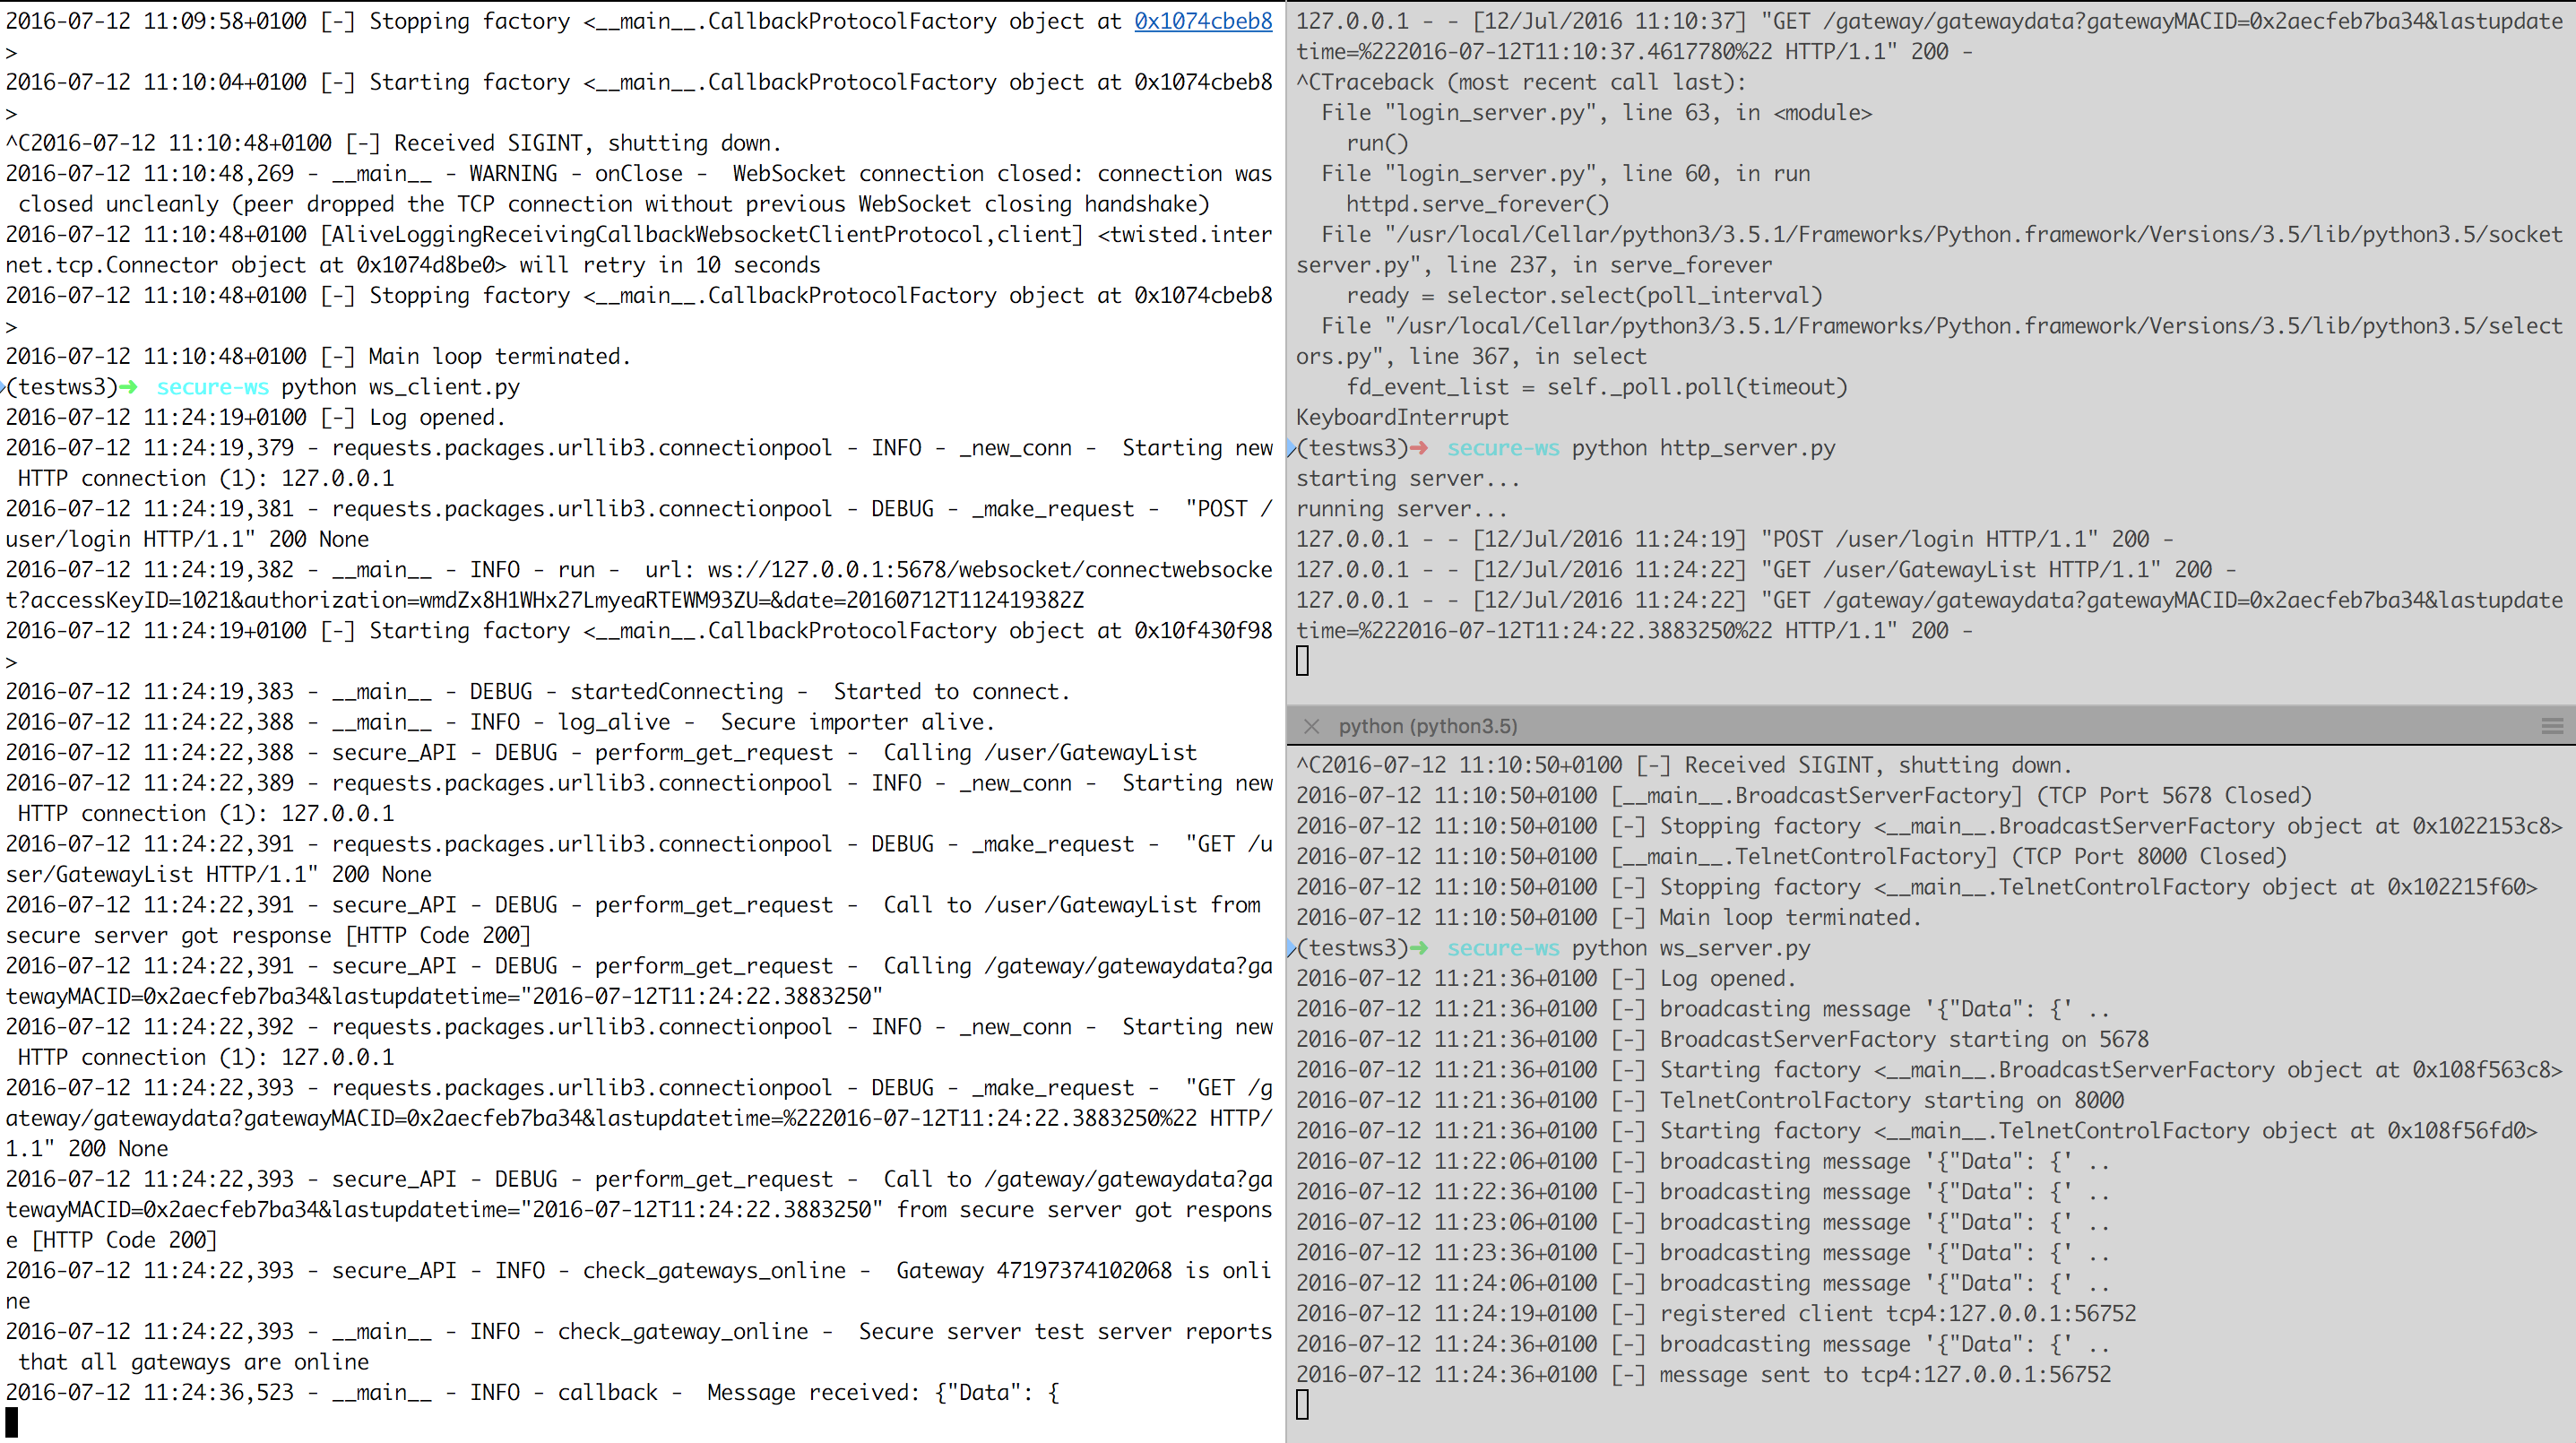 2016-07-12 11:09:58+0100 [-] Stopping factory <__main__.CallbackProtocolFactory object at 0x1074cbeb8
>
2016-07-12 11:10:04+0100 [-] Starting factory <__main__.CallbackProtocolFactory object at 0x1074cbeb8
>
^C2016-07-12 11:10:48+0100 [-] Received SIGINT, shutting down.
2016-07-12 11:10:48,269 - __main__ - WARNING - onClose -  WebSocket connection closed: connection was
 closed uncleanly (peer dropped the TCP connection without previous WebSocket closing handshake)
2016-07-12 11:10:48+0100 [AliveLoggingReceivingCallbackWebsocketClientProtocol,client] <twisted.inter
net.tcp.Connector object at 0x1074d8be0> will retry in 10 seconds
2016-07-12 11:10:48+0100 [-] Stopping factory <__main__.CallbackProtocolFactory object at 0x1074cbeb8
>
2016-07-12 11:10:48+0100 [-] Main loop terminated.
(testws3)➜  secure-ws python ws_client.py
2016-07-12 11:24:19+0100 [-] Log opened.
2016-07-12 11:24:19,379 - requests.packages.urllib3.connectionpool - INFO - _new_conn -  Starting new
 HTTP connection (1): 127.0.0.1
2016-07-12 11:24:19,381 - requests.packages.urllib3.connectionpool - DEBUG - _make_request -  "POST /
user/login HTTP/1.1" 200 None
2016-07-12 11:24:19,382 - __main__ - INFO - run -  url: ws://127.0.0.1:5678/websocket/connectwebsocke
t?accessKeyID=1021&authorization=wmdZx8H1WHx27LmyeaRTEWM93ZU=&date=20160712T112419382Z
2016-07-12 11:24:19+0100 [-] Starting factory <__main__.CallbackProtocolFactory object at 0x10f430f98
>
2016-07-12 11:24:19,383 - __main__ - DEBUG - startedConnecting -  Started to connect.
2016-07-12 11:24:22,388 - __main__ - INFO - log_alive -  Secure importer alive.
2016-07-12 11:24:22,388 - secure_API - DEBUG - perform_get_request -  Calling /user/GatewayList
2016-07-12 11:24:22,389 - requests.packages.urllib3.connectionpool - INFO - _new_conn -  Starting new
 HTTP connection (1): 127.0.0.1
2016-07-12 11:24:22,391 - requests.packages.urllib3.connectionpool - DEBUG - _make_request -  "GET /u
ser/GatewayList HTTP/1.1" 200 None
2016-07-12 11:24:22,391 - secure_API - DEBUG - perform_get_request -  Call to /user/GatewayList from
secure server got response [HTTP Code 200]
2016-07-12 11:24:22,391 - secure_API - DEBUG - perform_get_request -  Calling /gateway/gatewaydata?ga
tewayMACID=0x2aecfeb7ba34&lastupdatetime="2016-07-12T11:24:22.3883250"
2016-07-12 11:24:22,392 - requests.packages.urllib3.connectionpool - INFO - _new_conn -  Starting new
 HTTP connection (1): 127.0.0.1
2016-07-12 11:24:22,393 - requests.packages.urllib3.connectionpool - DEBUG - _make_request -  "GET /g
ateway/gatewaydata?gatewayMACID=0x2aecfeb7ba34&lastupdatetime=%222016-07-12T11:24:22.3883250%22 HTTP/
1.1" 200 None
2016-07-12 11:24:22,393 - secure_API - DEBUG - perform_get_request -  Call to /gateway/gatewaydata?ga
tewayMACID=0x2aecfeb7ba34&lastupdatetime="2016-07-12T11:24:22.3883250" from secure server got respons
e [HTTP Code 200]
2016-07-12 11:24:22,393 - secure_API - INFO - check_gateways_online -  Gateway 47197374102068 is onli
ne
2016-07-12 11:24:22,393 - __main__ - INFO - check_gateway_online -  Secure server test server reports
 that all gateways are online
2016-07-12 11:24:36,523 - __main__ - INFO - callback -  Message received: {"Data": {
127.0.0.1 - - [12/Jul/2016 11:10:37] "GET /gateway/gatewaydata?gatewayMACID=0x2aecfeb7ba34&lastupdate
time=%222016-07-12T11:10:37.4617780%22 HTTP/1.1" 200 -
^CTraceback (most recent call last):
  File "login_server.py", line 63, in <module>
    run()
  File "login_server.py", line 60, in run
    httpd.serve_forever()
  File "/usr/local/Cellar/python3/3.5.1/Frameworks/Python.framework/Versions/3.5/lib/python3.5/socket
server.py", line 237, in serve_forever
    ready = selector.select(poll_interval)
  File "/usr/local/Cellar/python3/3.5.1/Frameworks/Python.framework/Versions/3.5/lib/python3.5/select
ors.py", line 367, in select
    fd_event_list = self._poll.poll(timeout)
KeyboardInterrupt
(testws3)➜  secure-ws python http_server.py
starting server...
running server...
127.0.0.1 - - [12/Jul/2016 11:24:19] "POST /user/login HTTP/1.1" 200 -
127.0.0.1 - - [12/Jul/2016 11:24:22] "GET /user/GatewayList HTTP/1.1" 200 -
127.0.0.1 - - [12/Jul/2016 11:24:22] "GET /gateway/gatewaydata?gatewayMACID=0x2aecfeb7ba34&lastupdate
time=%222016-07-12T11:24:22.3883250%22 HTTP/1.1" 200 -
python (python3.5)
^C2016-07-12 11:10:50+0100 [-] Received SIGINT, shutting down.
2016-07-12 11:10:50+0100 [__main__.BroadcastServerFactory] (TCP Port 5678 Closed)
2016-07-12 11:10:50+0100 [-] Stopping factory <__main__.BroadcastServerFactory object at 0x1022153c8>
2016-07-12 11:10:50+0100 [__main__.TelnetControlFactory] (TCP Port 8000 Closed)
2016-07-12 11:10:50+0100 [-] Stopping factory <__main__.TelnetControlFactory object at 0x102215f60>
2016-07-12 11:10:50+0100 [-] Main loop terminated.
(testws3)➜  secure-ws python ws_server.py
2016-07-12 11:21:36+0100 [-] Log opened.
2016-07-12 11:21:36+0100 [-] broadcasting message '{"Data": {' ..
2016-07-12 11:21:36+0100 [-] BroadcastServerFactory starting on 5678
2016-07-12 11:21:36+0100 [-] Starting factory <__main__.BroadcastServerFactory object at 0x108f563c8>
2016-07-12 11:21:36+0100 [-] TelnetControlFactory starting on 8000
2016-07-12 11:21:36+0100 [-] Starting factory <__main__.TelnetControlFactory object at 0x108f56fd0>
2016-07-12 11:22:06+0100 [-] broadcasting message '{"Data": {' ..
2016-07-12 11:22:36+0100 [-] broadcasting message '{"Data": {' ..
2016-07-12 11:23:06+0100 [-] broadcasting message '{"Data": {' ..
2016-07-12 11:23:36+0100 [-] broadcasting message '{"Data": {' ..
2016-07-12 11:24:06+0100 [-] broadcasting message '{"Data": {' ..
2016-07-12 11:24:19+0100 [-] registered client tcp4:127.0.0.1:56752
2016-07-12 11:24:36+0100 [-] broadcasting message '{"Data": {' ..
2016-07-12 11:24:36+0100 [-] message sent to tcp4:127.0.0.1:56752